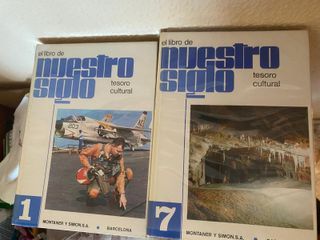 el libro de
nuestro
siglo
tesoro
cultural
1
MONTANER Y SIMON, S.A.
BARCELONA
el libro de
nuestro
siglo
tesoro
cultural
7
MONTANER Y SIMON, S.A.